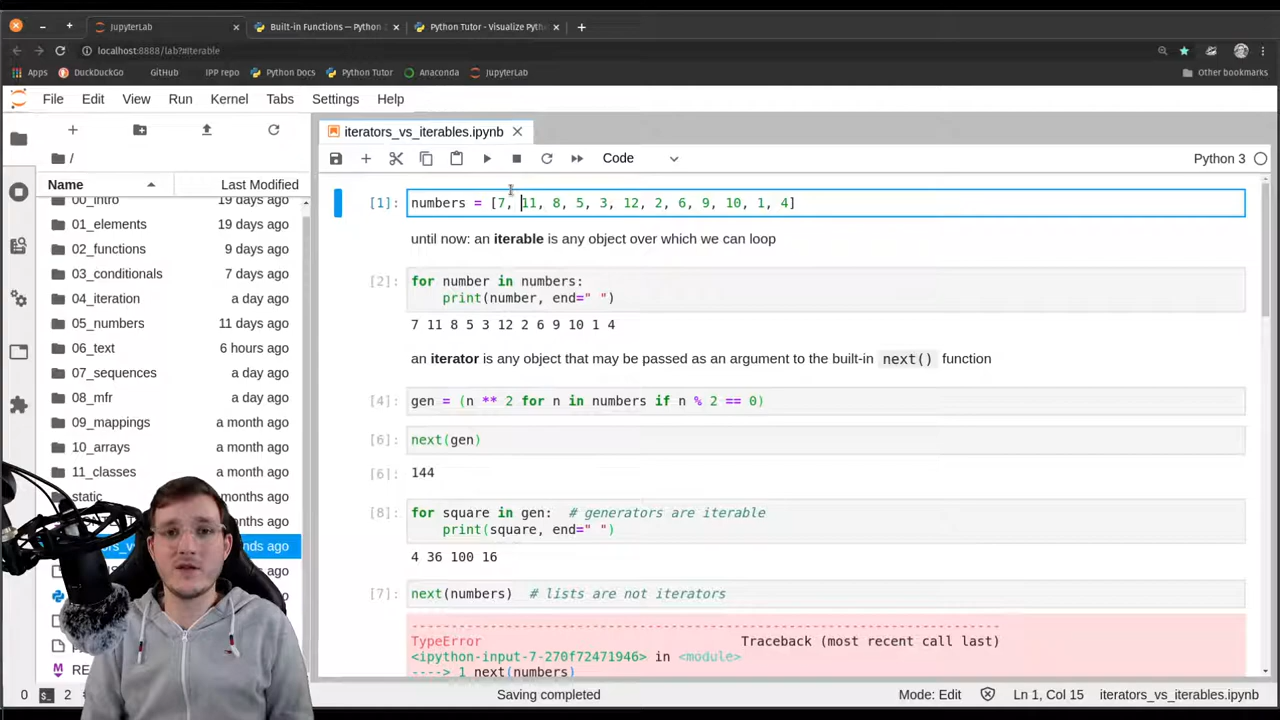 JupyterLab
Built-in Functions — Python
Python Tutor - Visualize Pyth
localhost:8888/lab?#Iterable
Apps DuckDuckGo GitHub IPP repo Python Docs Python Tutor Anaconda JupyterLab Other bookmarks
File Edit View Run Kernel Tabs Settings Help
iterators_vs_iterables.ipynb
/
Code
Python 3
Name Last Modified
00_intro 19 days ago
01_elements 19 days ago
02_functions 9 days ago
03_conditionals 7 days ago
04_iteration a day ago
05_numbers 11 days ago
06_text 6 hours ago
07_sequences a day ago
08_mfr a day ago
09_mappings a month ago
10_arrays a month ago
11_classes a month ago
static months ago
nds ago
ago
ago
ago
ago
RE ago
[1]: numbers = [7, 11, 8, 5, 3, 12, 2, 6, 9, 10, 1, 4]
until now: an iterable is any object over which we can loop
[2]: for number in numbers:
print(number, end=" ")
7 11 8 5 3 12 2 6 9 10 1 4
an iterator is any object that may be passed as an argument to the built-in next() function
[4]: gen = (n ** 2 for n in numbers if n % 2 == 0)
[6]: next(gen)
[6]: 144
[8]: for square in gen: # generators are iterable
print(square, end=" ")
4 36 100 16
[7]: next(numbers) # lists are not iterators
---------------------------------------------------------------------------
TypeError Traceback (most recent call last)
<ipython-input-7-270f72471946> in <module>
----> 1 next(numbers)
0 2 Saving completed Mode: Edit Ln 1, Col 15 iterators_vs_iterables.ipynb